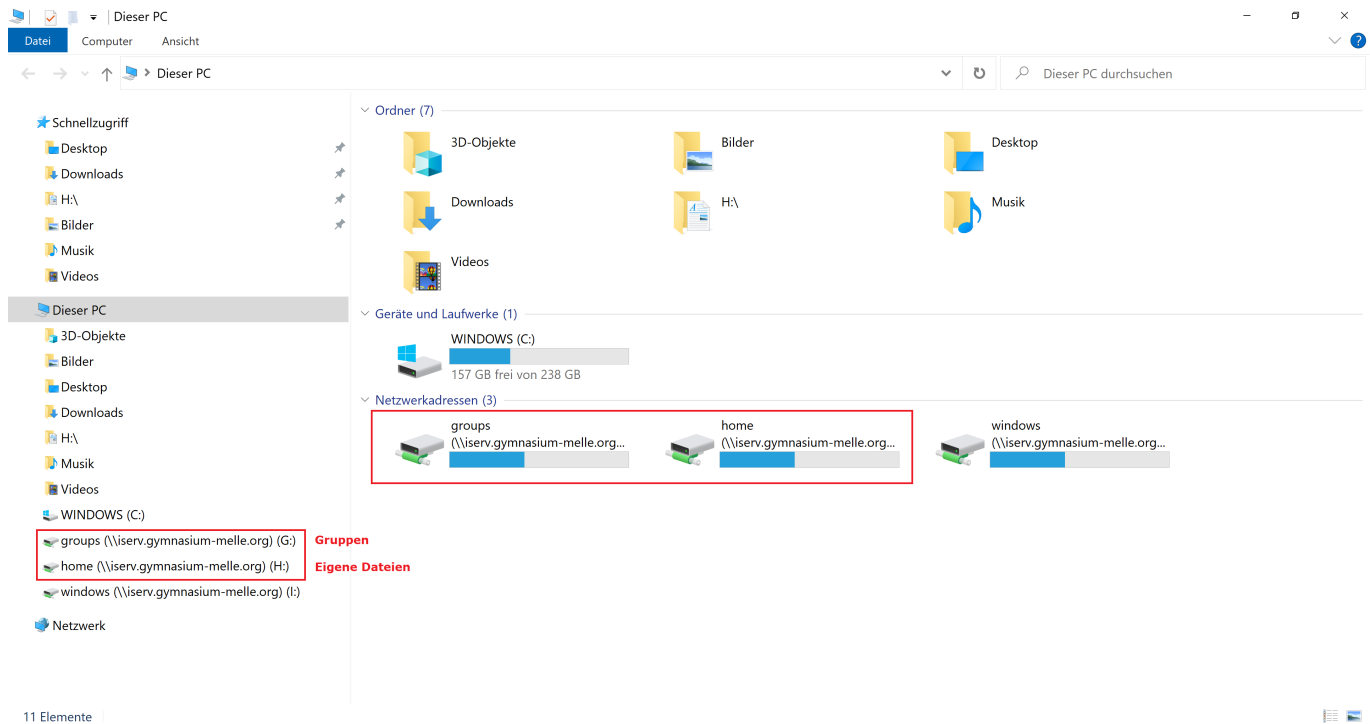 Dieser PC
Datei Computer Ansicht
Dieser PC
Dieser PC durchsuchen
Schnellzugriff
Desktop
Downloads
H:\
Bilder
Musik
Videos
Dieser PC
3D-Objekte
Bilder
Desktop
Downloads
H:\
Musik
Videos
WINDOWS (C:)
groups (\\iserv.gymnasium-melle.org) (G:)
Gruppen
home (\\iserv.gymnasium-melle.org) (H:)
Eigene Dateien
windows (\\iserv.gymnasium-melle.org) (I:)
Netzwerk
Ordner (7)
3D-Objekte
Bilder
Desktop
Downloads
H:\
Musik
Videos
Geräte und Laufwerke (1)
WINDOWS (C:)
157 GB frei von 238 GB
Netzwerkadressen (3)
groups
(\\iserv.gymnasium-melle.org...
home
(\\iserv.gymnasium-melle.org...
windows
(\\iserv.gymnasium-melle.org...
11 Elemente